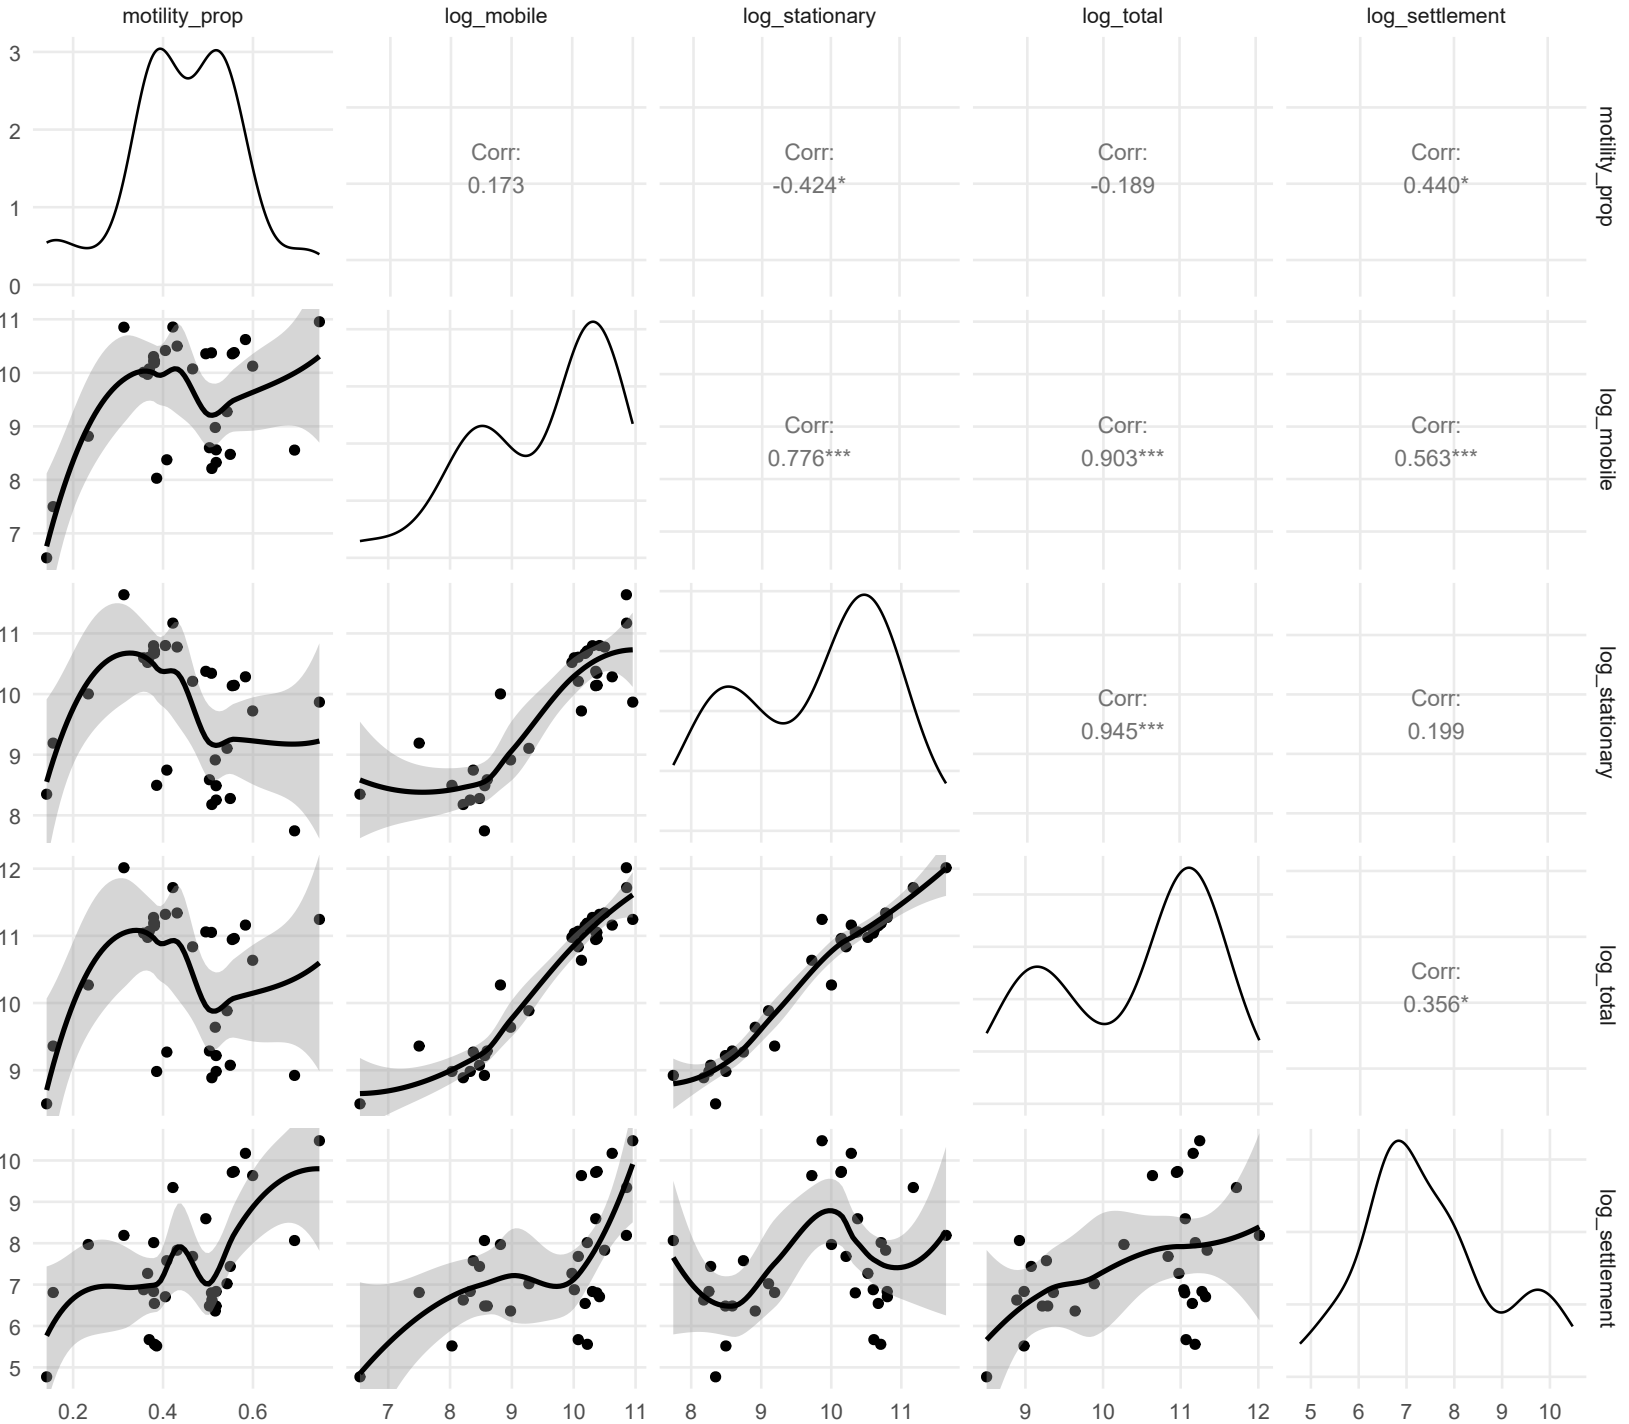 motility_prop log_mobile log_stationary log_total log_settlement
3
2
1
0
Corr:
0.173
Corr:
-0.424*
Corr:
-0.189
Corr:
0.440*
motility_prop
11
10
9
8
7
Corr:
0.776***
Corr:
0.903***
Corr:
0.563***
log_mobile
11
10
9
8
Corr:
0.945***
Corr:
0.199
log_stationary
12
11
10
9
Corr:
0.356*
log_total
10
9
8
7
6
5
log_settlement
0.2 0.4 0.6 7 8 9 10 11 8 9 10 11 9 10 11 12 5 6 7 8 9 10